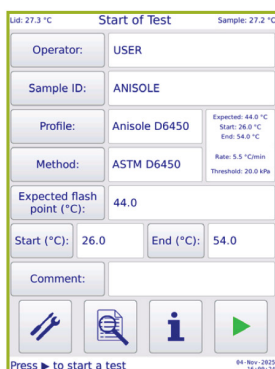 Lid: 27.3 °C Start of Test Sample: 27.2 °C
Operator: USER
Sample ID: ANISOLE
Profile: Anisole D6450
Expected: 44.0 °C
Start: 26.0 °C
End: 54.0 °C
Method: ASTM D6450
Rate: 5.5 °C/min
Threshold: 20.0 kPa
Expected flash
point (°C): 44.0
Start (°C): 26.0 End (°C): 54.0
Comment:
Press ▶ to start a test
04-Nov-2025